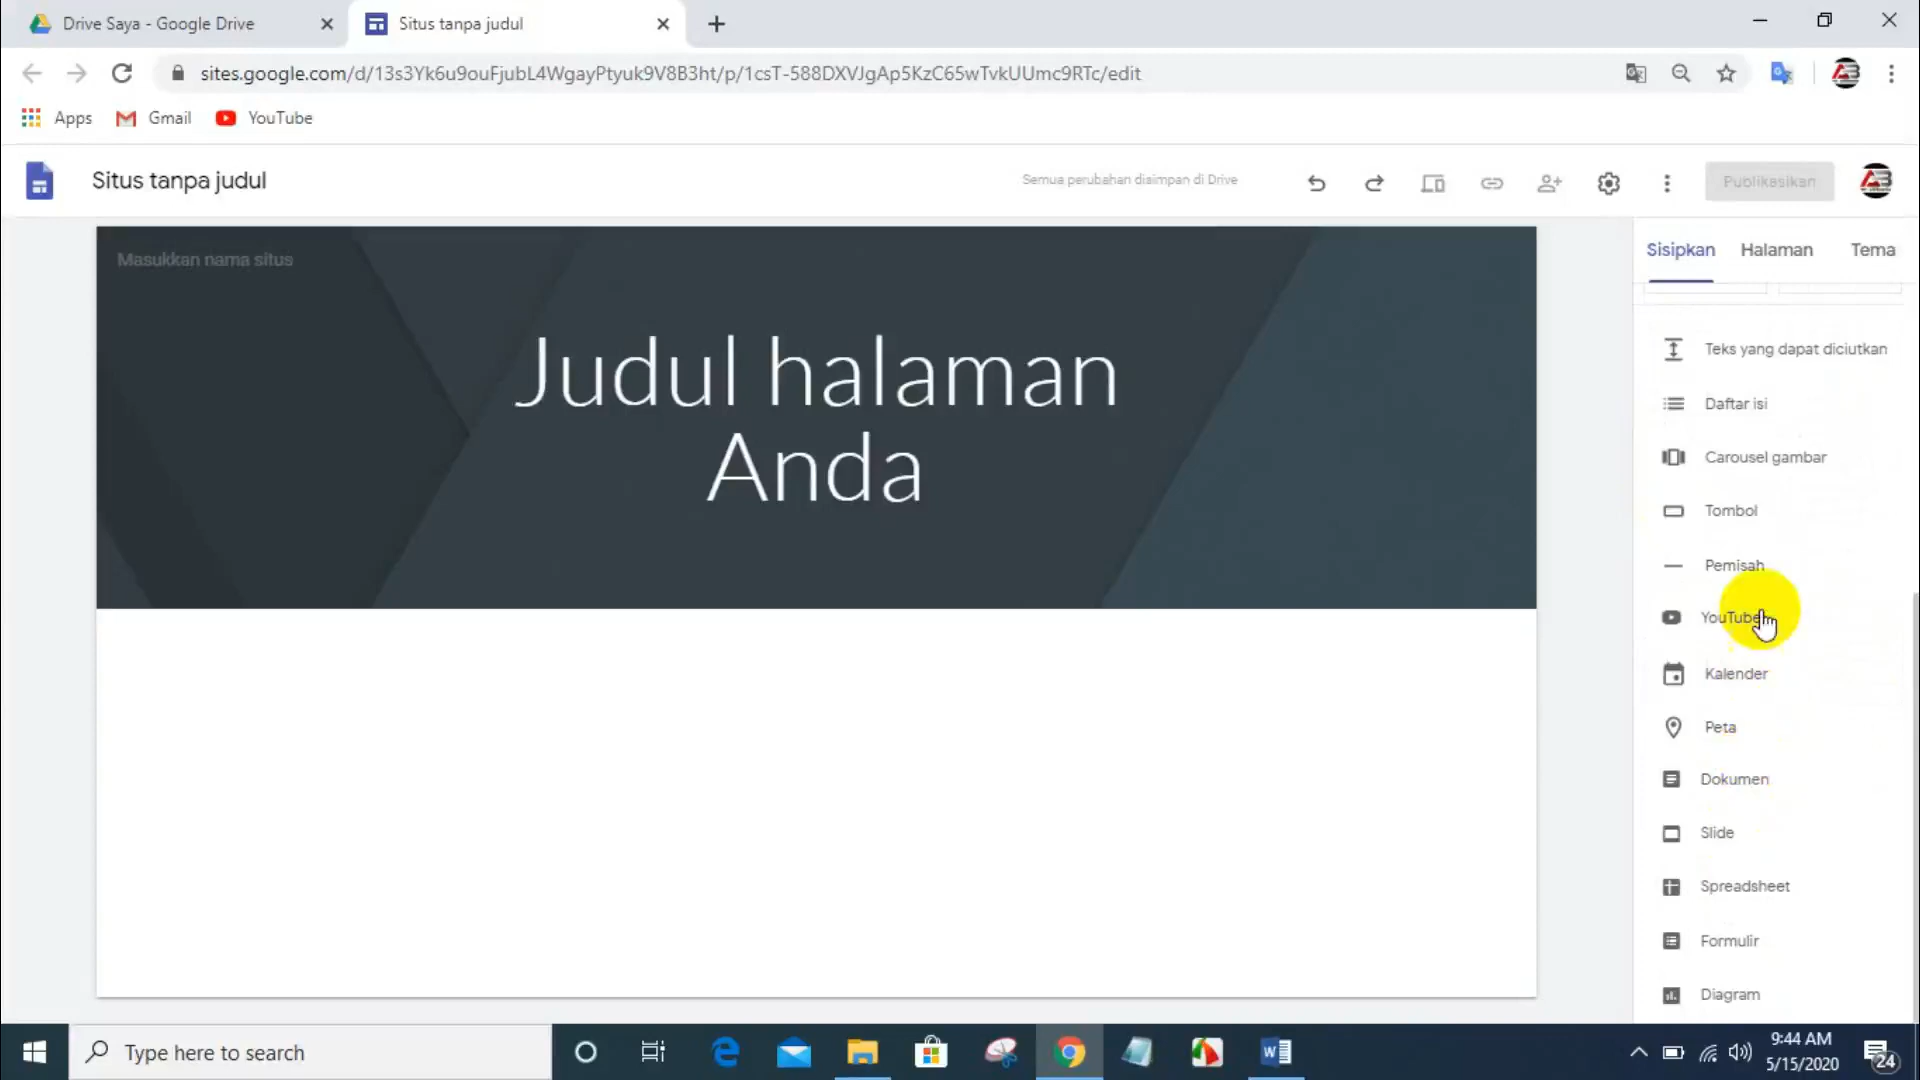 Drive Saya - Google Drive
Situs tanpa judul
sites.google.com/d/13s3Yk6u9ouFjubL4WgayPtyuk9V8B3ht/p/1csT-588DXVJgAp5KzC65wTvkUUmc9RTc/edit
Apps Gmail YouTube
Situs tanpa judul
Semua perubahan disimpan di Drive
Publikasikan
Sisipkan Halaman Tema
Masukkan nama situs
Judul halaman
Anda
Teks yang dapat diciutkan
Daftar isi
Carousel gambar
Tombol
Pemisah
YouTube
Kalender
Peta
Dokumen
Slide
Spreadsheet
Formulir
Diagram
Type here to search
9:44 AM
5/15/2020
24